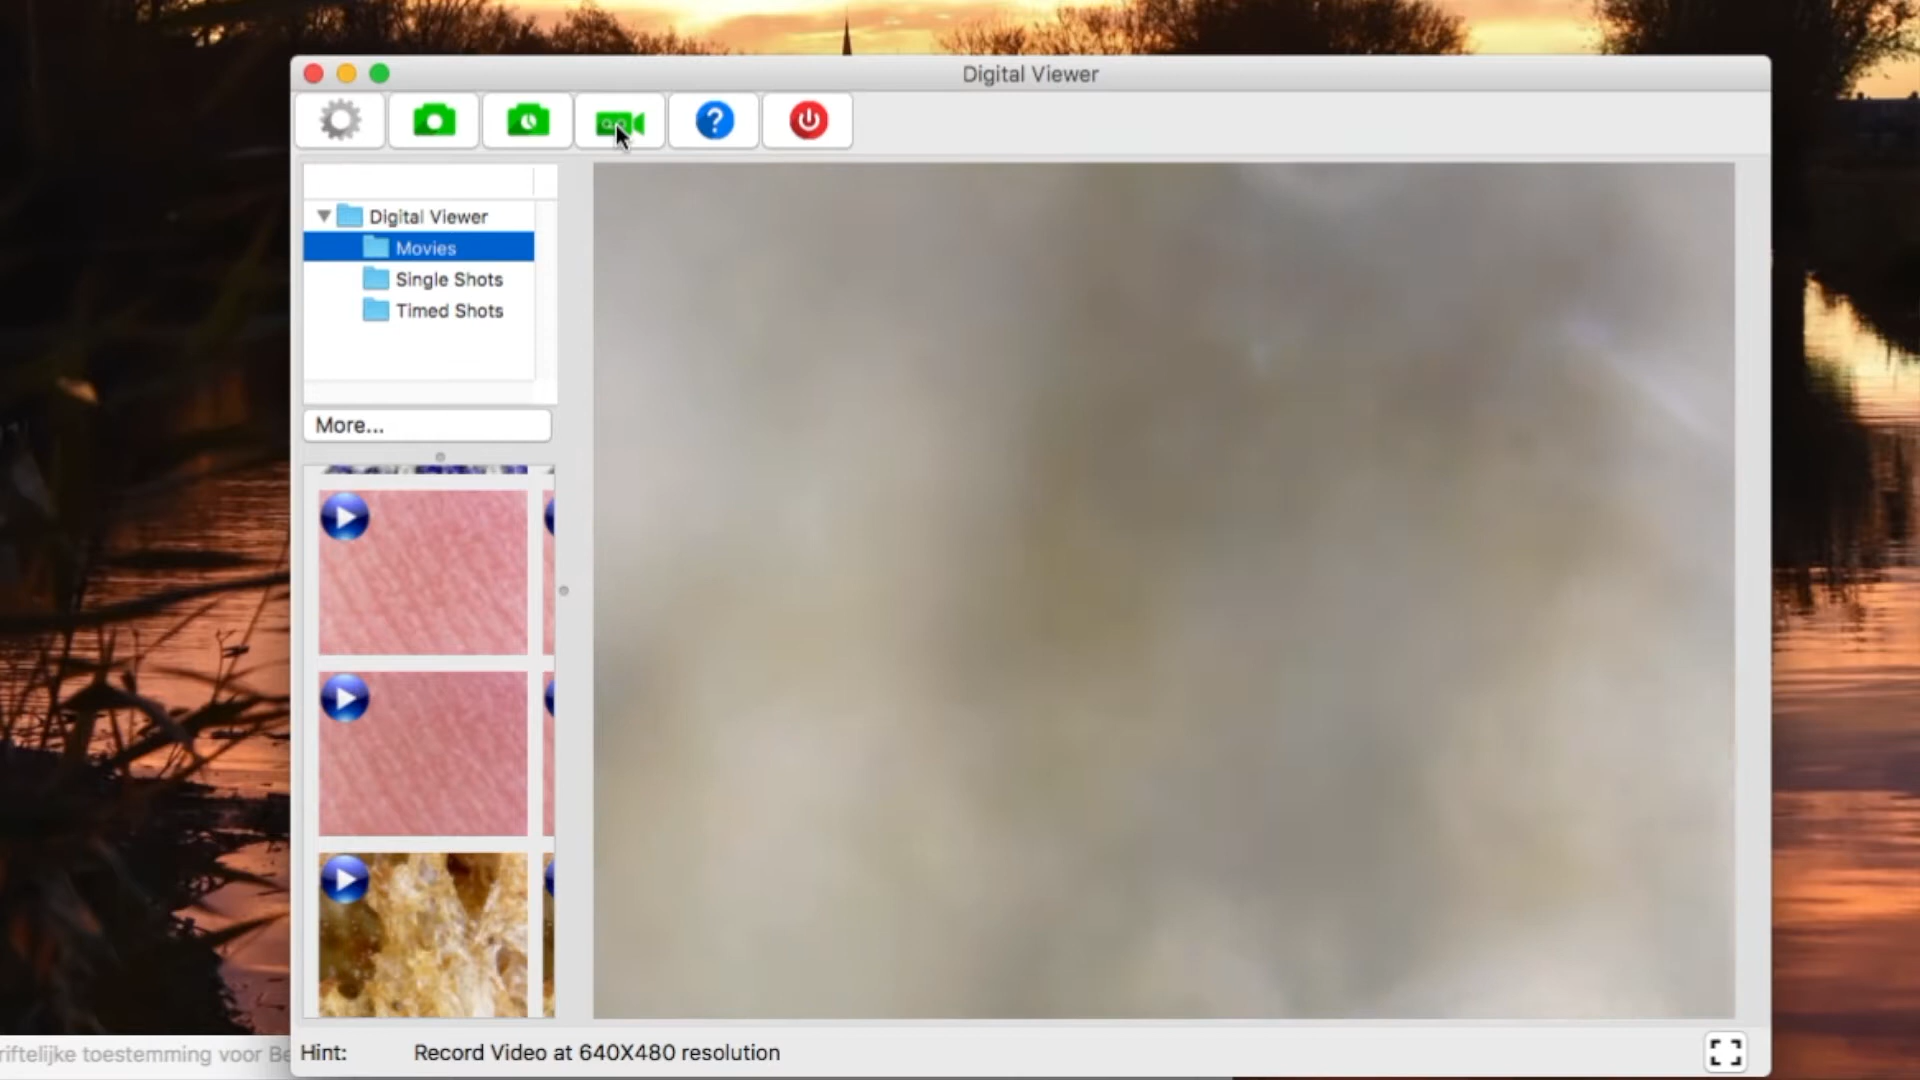 Digital Viewer
?
Digital Viewer
Movies
Single Shots
Timed Shots
More...
riftelijke toestemming voor Be
Hint: Record Video at 640X480 resolution